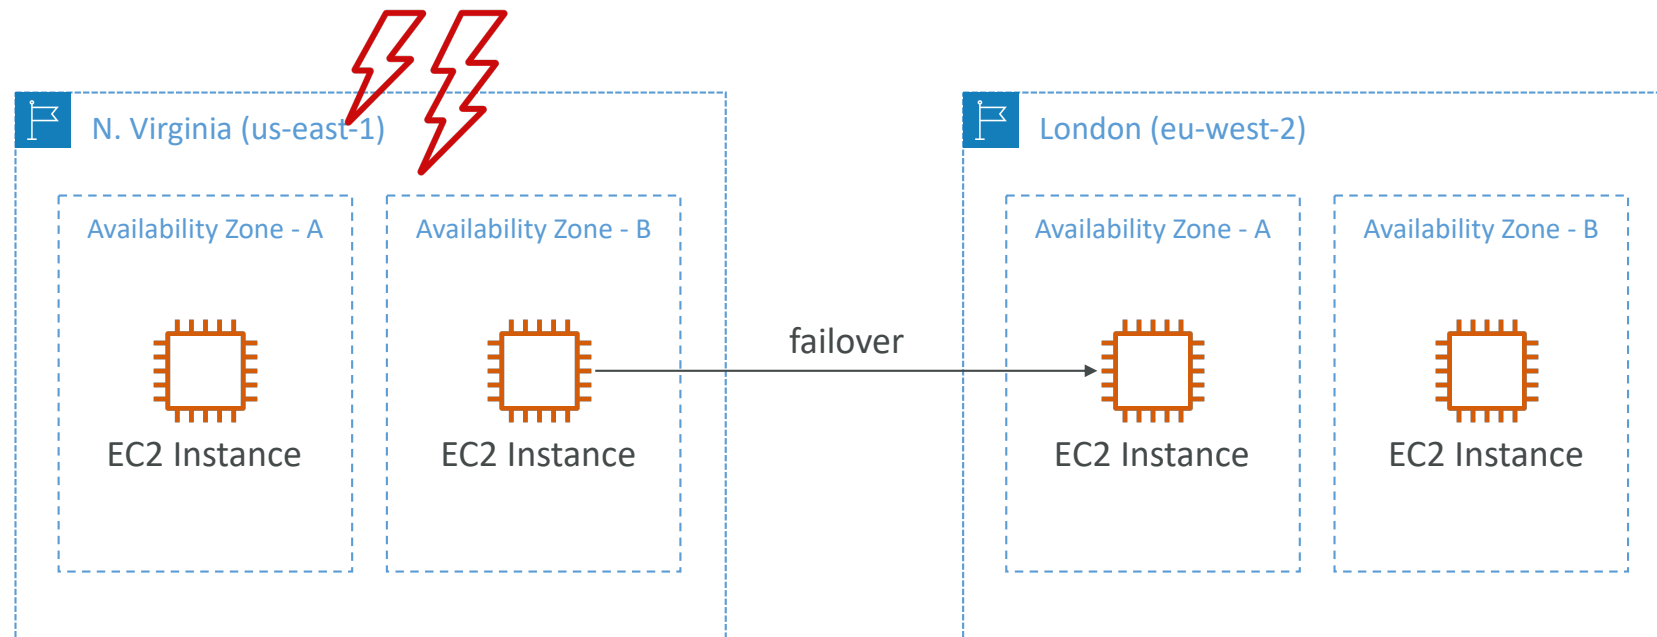 N. Virginia (us-east-1)
London (eu-west-2)
Availability Zone - A
Availability Zone - B
Availability Zone - A
Availability Zone - B
failover
EC2 Instance
EC2 Instance
EC2 Instance
EC2 Instance